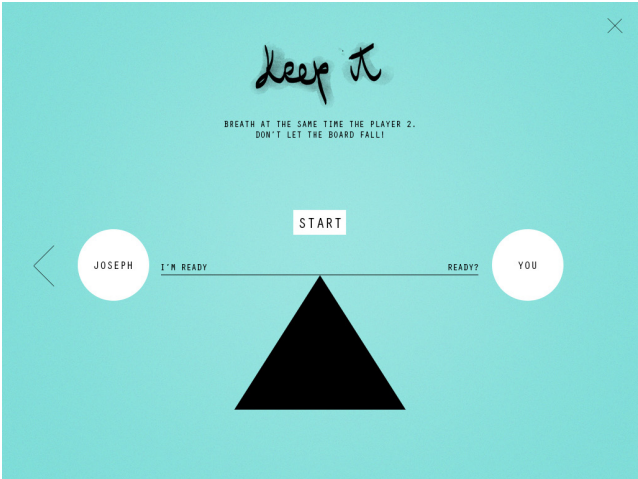 Keep it
BREATH AT THE SAME TIME THE PLAYER 2.
DON'T LET THE BOARD FALL!
START
JOSEPH
I'M READY
READY?
YOU